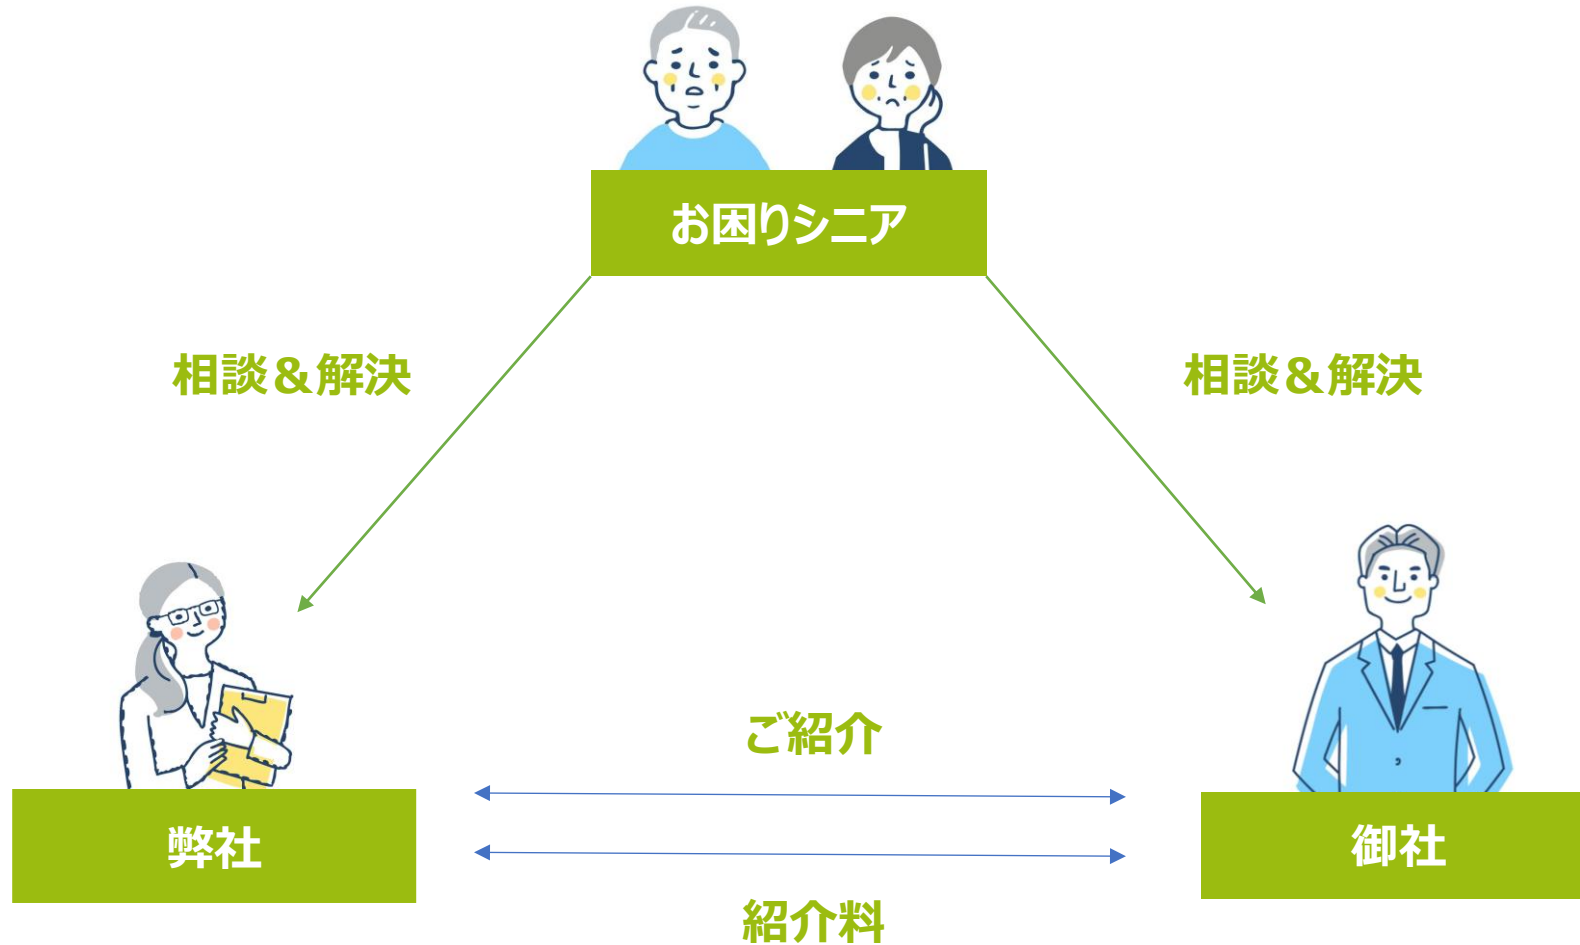 お困りシニア
相談＆解決
相談＆解決
ご紹介
弊社
御社
紹介料